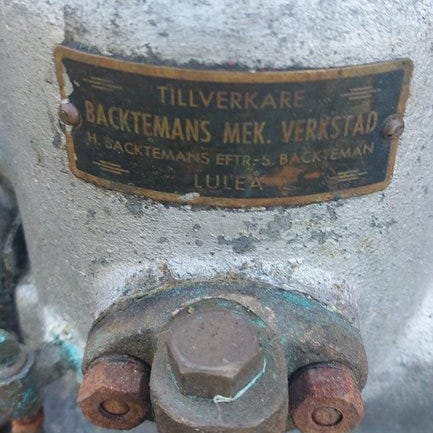 TILLVERKARE
BACKTEMANS MEK. VERKSTAD
H. BACKTEMANS EFTR.-S. BACKTEMAN
LULEÅ